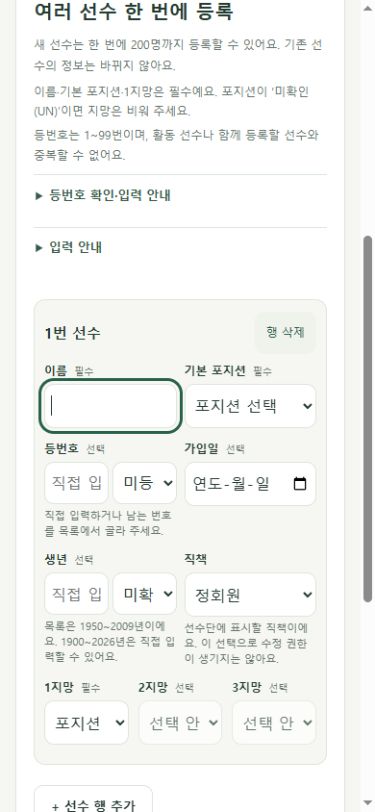 여러 선수 한 번에 등록
새 선수는 한 번에 200명까지 등록할 수 있어요. 기존 선
수의 정보는 바뀌지 않아요.
이름·기본 포지션·1지망은 필수예요. 포지션이 '미확인
(UN)'이면 지망은 비워 주세요.
등번호는 1~99번이며, 활동 선수나 함께 등록할 선수와
중복할 수 없어요.
▶ 등번호 확인·입력 안내
▶ 입력 안내
1번 선수
행 삭제
이름 필수
기본 포지션 필수
포지션 선택
등번호 선택
가입일 선택
직접 입
미등
연도-월-일
직접 입력하거나 남는 번호
를 목록에서 골라 주세요.
생년 선택
직책
직접 입
미확
정회원
목록은 1950~2009년이에
요. 1900~2026년은 직접 입
력할 수 있어요.
선수단에 표시할 직책이에
요. 이 선택으로 수정 권한
이 생기지는 않아요.
1지망 필수
2지망 선택
3지망 선택
포지션
선택 안
선택 안
+ 선수 행 추가